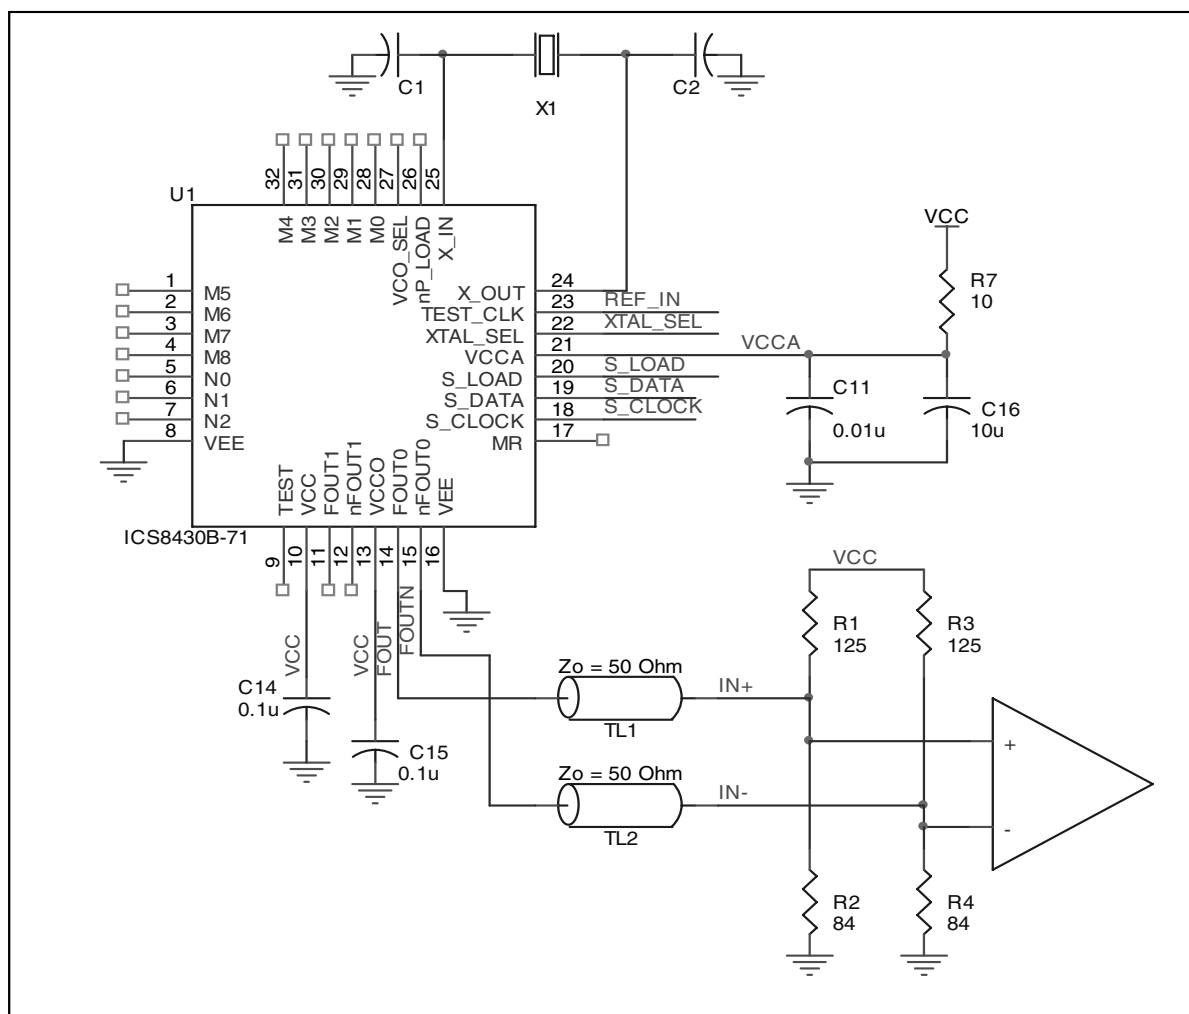 C1
X1
C2
32
31
30
29
28
27
26
25
U1
M4
M3
M2
M1
M0
VCO_SEL
nP_LOAD
X_IN
VCC
1
M5
2
M6
3
M7
4
M8
5
N0
6
N1
7
N2
8
VEE
X_OUT
24
TEST_CLK
23
REF_IN
XTAL_SEL
22
XTAL_SEL
VCCA
21
VCCA
S_LOAD
20
S_LOAD
S_DATA
19
S_DATA
S_CLOCK
18
S_CLOCK
MR
17
R7
10
C11
0.01u
C16
10u
TEST
VCC
FOUT1
nFOUT1
VCCO
FOUT0
nFOUT0
VEE
ICS8430B-71
9
10
11
12
13
14
15
16
VCC
VCC
FOUT
FOUTN
C14
0.1u
C15
0.1u
VCC
R1
125
R3
125
Zo = 50 Ohm
TL1
IN+
Zo = 50 Ohm
TL2
IN-
+
-
R2
84
R4
84